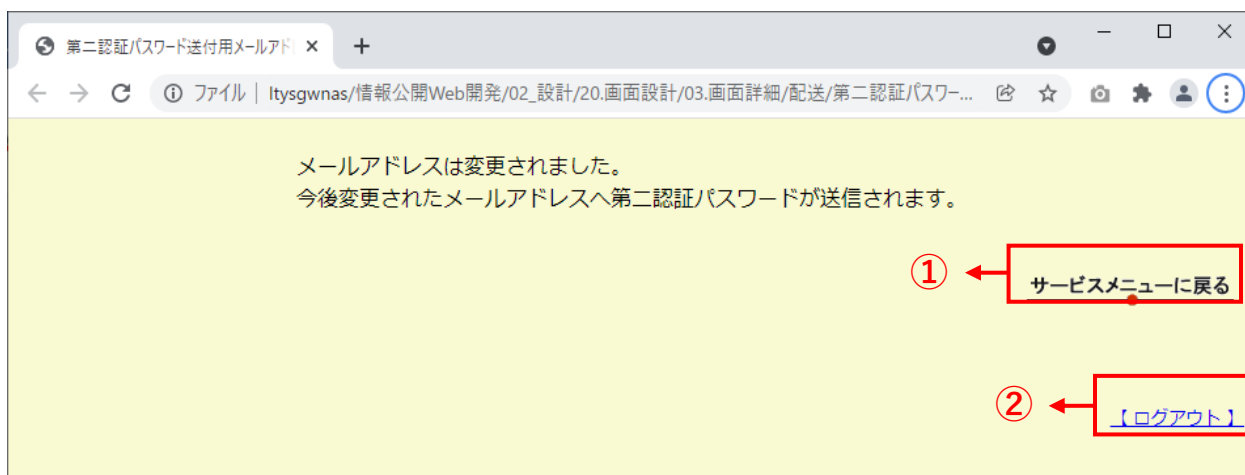 第二認証パスワード送付用メールアド
ファイル | ltysgwnas/情報公開Web開発/02_設計/20.画面設計/03.画面詳細/配送/第二認証パスワー...
メールアドレスは変更されました。
今後変更されたメールアドレスへ第二認証パスワードが送信されます。
① サービスメニューに戻る
② 【ログアウト】